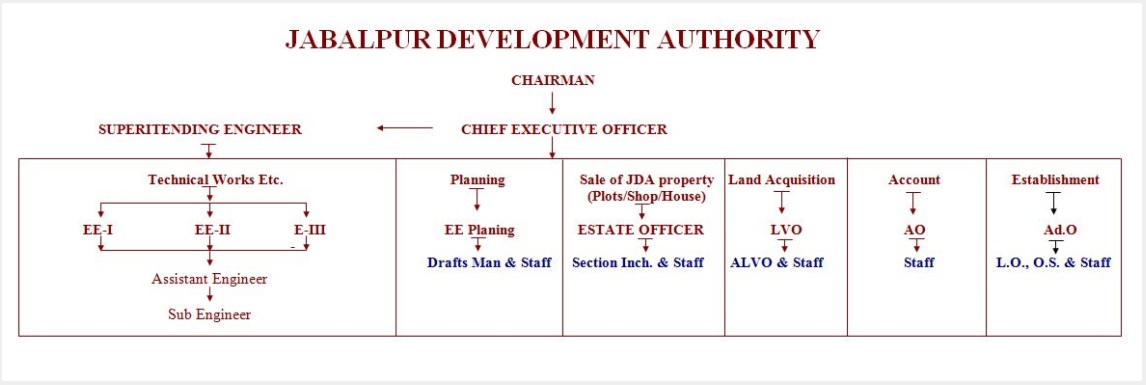 JABALPUR DEVELOPMENT AUTHORITY
CHAIRMAN
SUPERITENDING ENGINEER
CHIEF EXECUTIVE OFFICER
Technical Works Etc.
EE-I
EE-II
E-III
Assistant Engineer
Sub Engineer
Planning
EE Planing
Drafts Man & Staff
Sale of JDA property
(Plots/Shop/House)
ESTATE OFFICER
Section Inch. & Staff
Land Acquisition
LVO
ALVO & Staff
Account
AO
Staff
Establishment
Ad.O
L.O., O.S. & Staff